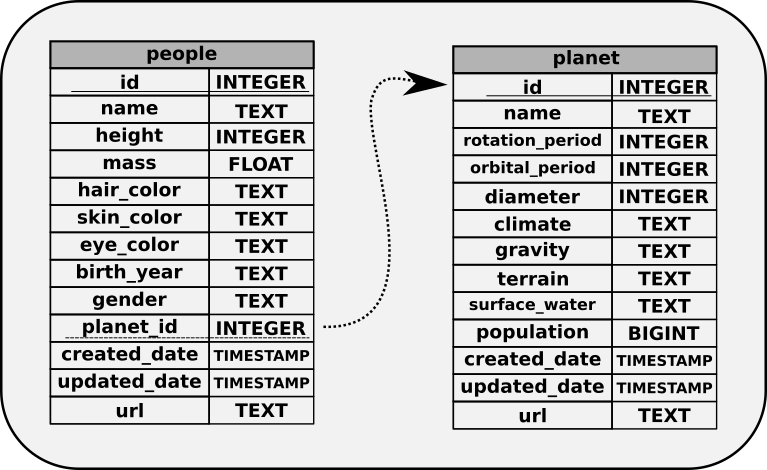 people
id INTEGER
name TEXT
height INTEGER
mass FLOAT
hair_color TEXT
skin_color TEXT
eye_color TEXT
birth_year TEXT
gender TEXT
planet_id INTEGER
created_date TIMESTAMP
updated_date TIMESTAMP
url TEXT
planet
id INTEGER
name TEXT
rotation_period INTEGER
orbital_period INTEGER
diameter INTEGER
climate TEXT
gravity TEXT
terrain TEXT
surface_water TEXT
population BIGINT
created_date TIMESTAMP
updated_date TIMESTAMP
url TEXT